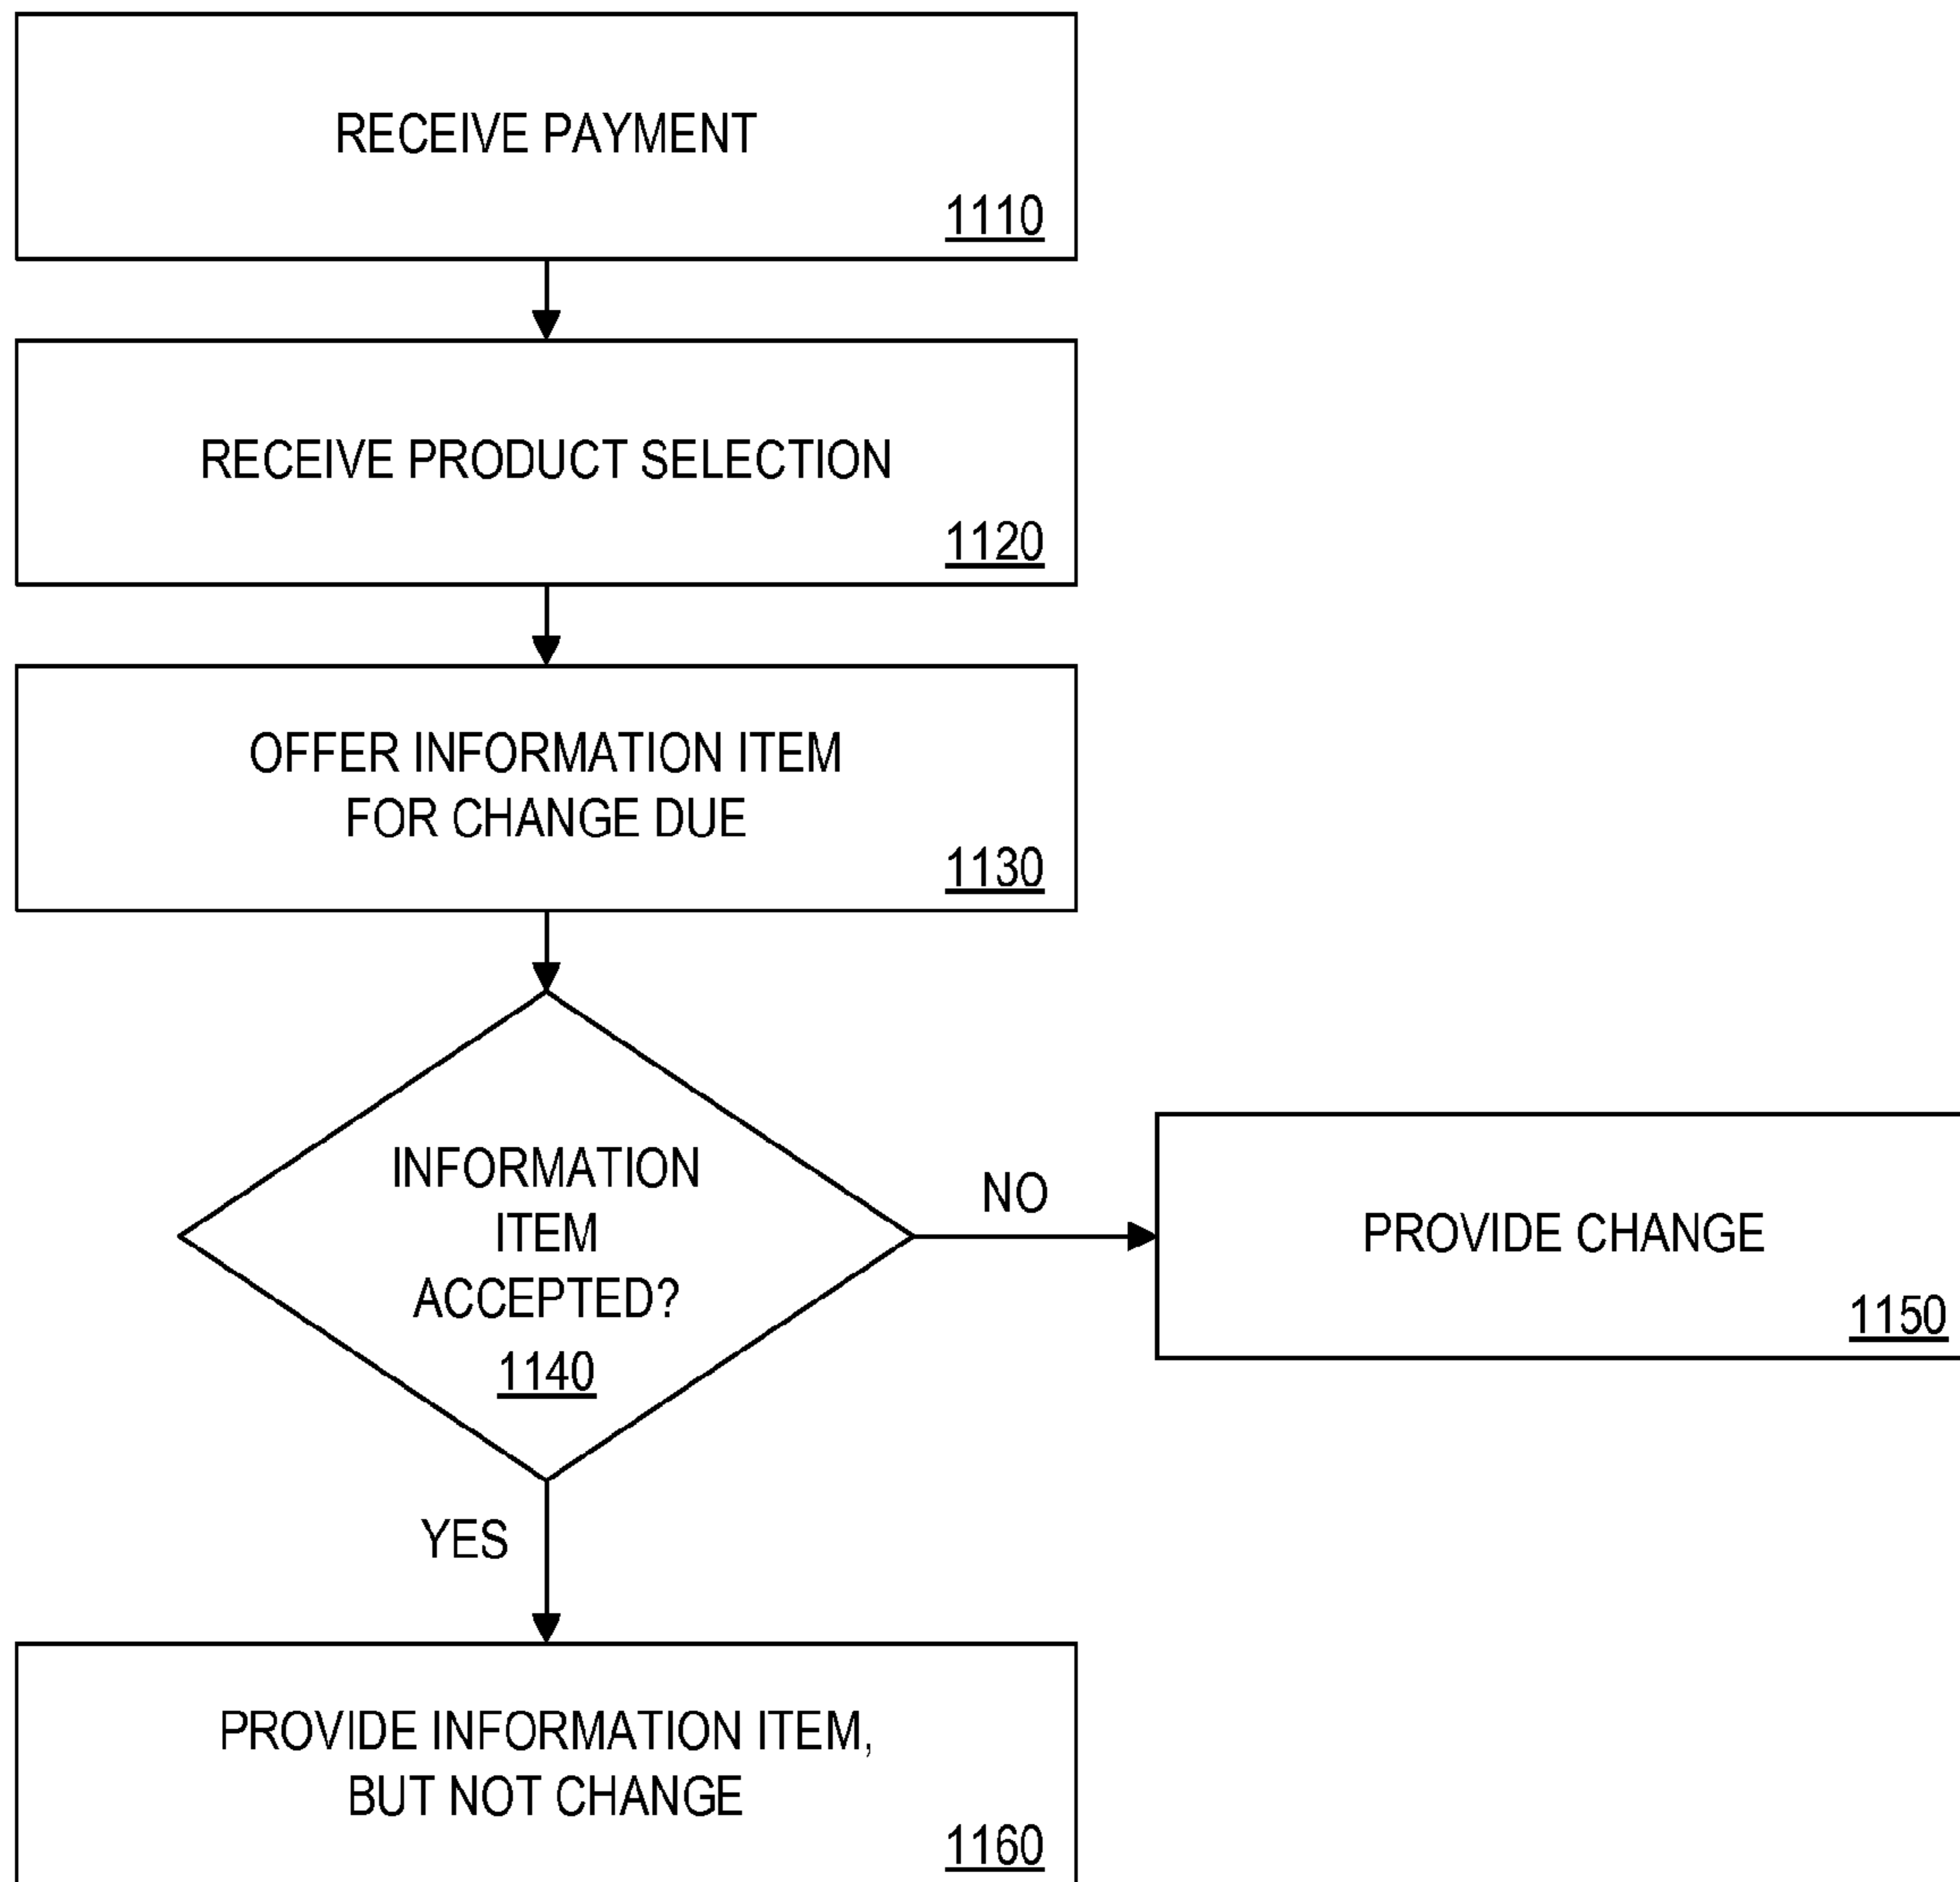 RECEIVE PAYMENT
1110
RECEIVE PRODUCT SELECTION
1120
OFFER INFORMATION ITEM
FOR CHANGE DUE
1130
INFORMATION
ITEM
ACCEPTED?
1140
NO
PROVIDE CHANGE
1150
YES
PROVIDE INFORMATION ITEM,
BUT NOT CHANGE
1160